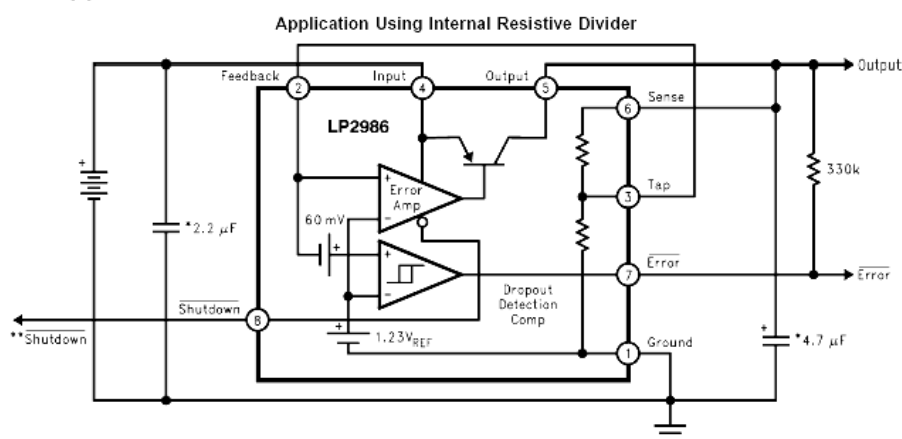 Application Using Internal Resistive Divider
Feedback
2
Input
4
Output
5
Output
6
Sense
LP2986
330k
+
Error
Amp
-
3
Tap
+
*2.2 µF
60 mV
+
+
-
7
Error
Error
Dropout
Detection
Comp
Shutdown
8
**Shutdown
+
1.23VREF
1
Ground
+
*4.7 µF